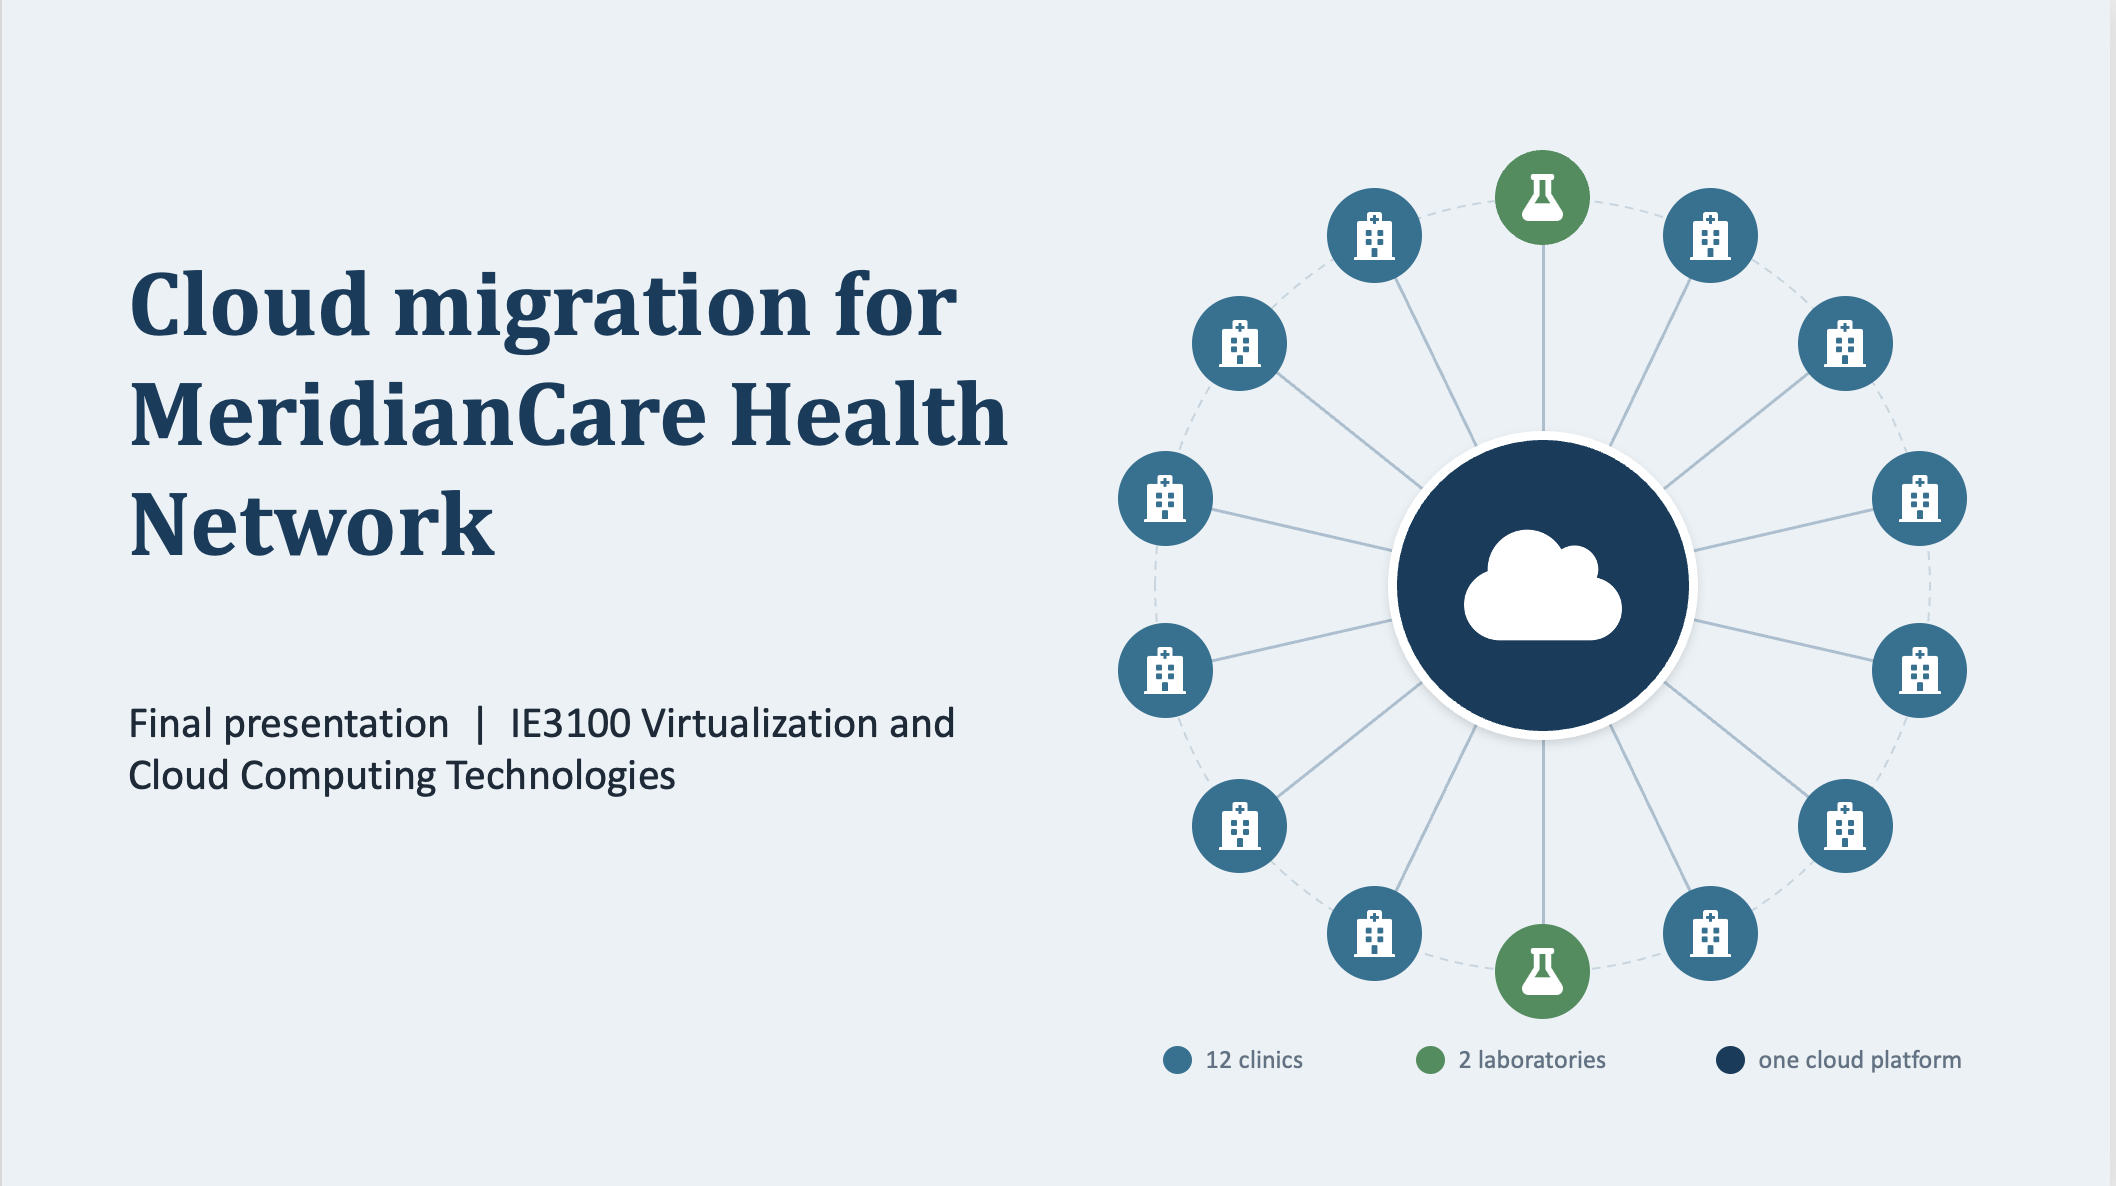 Cloud migration for
MeridianCare Health
Network
Final presentation | IE3100 Virtualization and
Cloud Computing Technologies
12 clinics
2 laboratories
one cloud platform